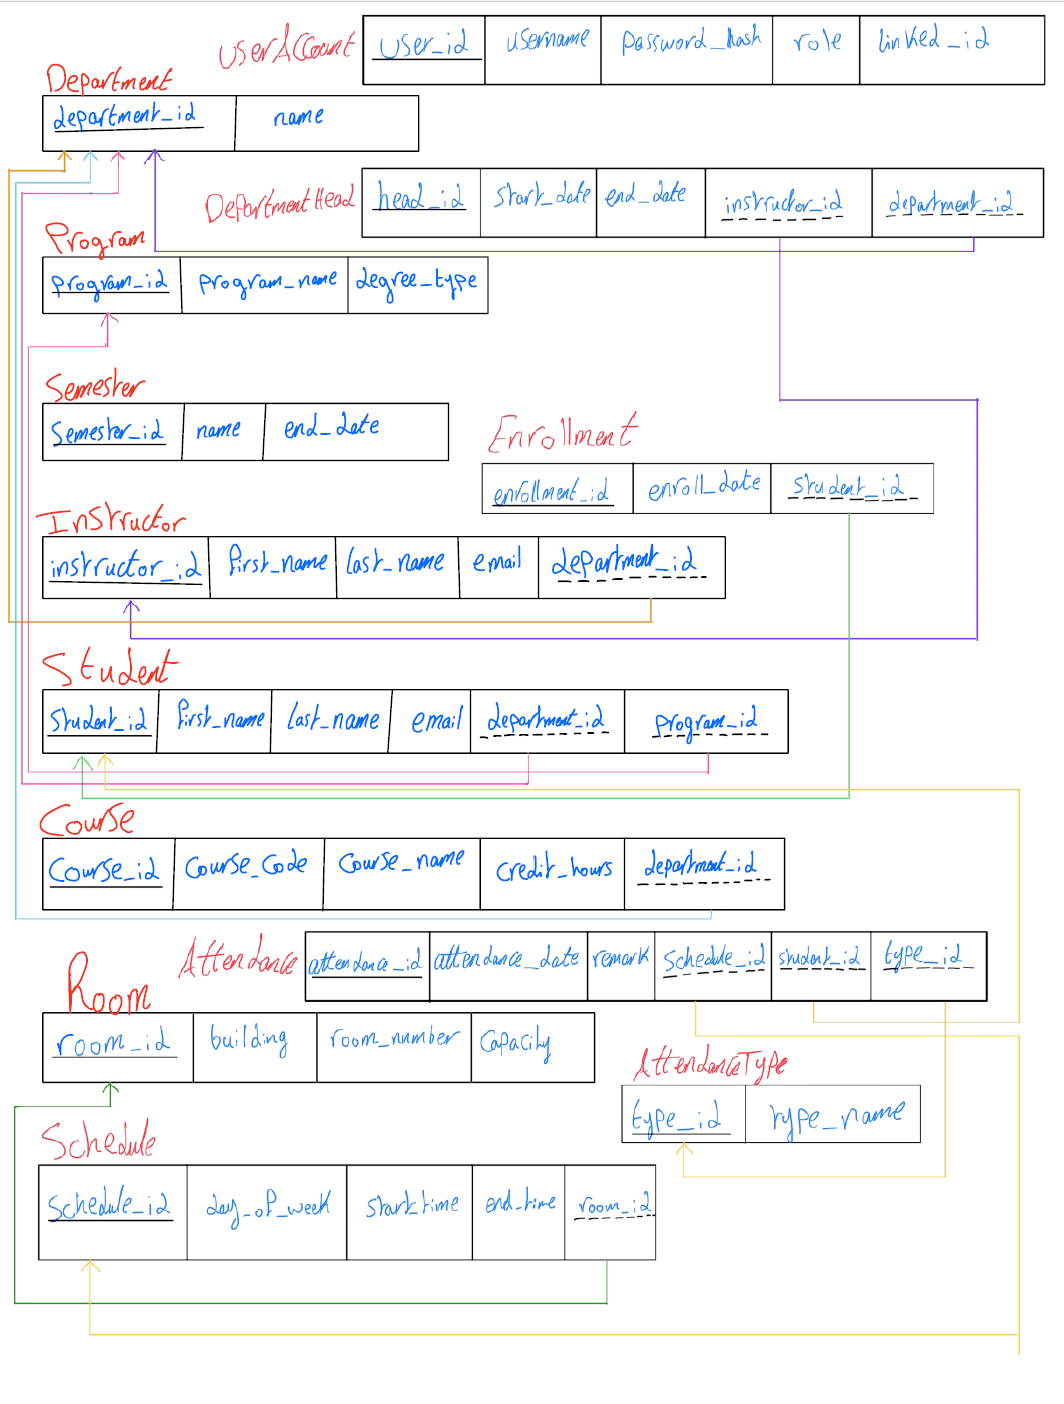 UserAccount
User_id username password_hash role linked_id
Department
department_id name
DepartmentHead
head_id start_date end_date instructor_id department_id
Program
program_id program_name degree_type
Semester
Semester_id name end_date
Enrollment
enrollment_id enroll_date student_id
Instructor
instructor_id first_name last_name email department_id
Student
Student_id first_name last_name email department_id program_id
Course
Course_id Course_Code Course_name credit_hours department_id
Attendance
attendance_id attendance_date remark Schedule_id student_id type_id
Room
room_id building room_number Capacity
AttendanceType
type_id type_name
Schedule
Schedule_id day_of_week start_time end_time room_id